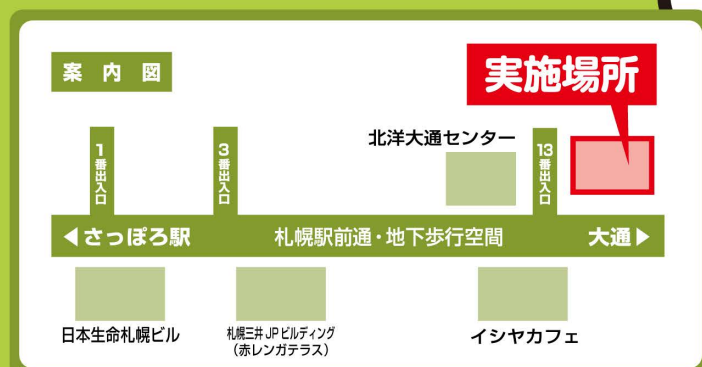 案内図
実施場所
北洋大通センター
1番出入口
3番出入口
13番出入口
◀さっぽろ駅
札幌駅前通・地下歩行空間
大通▶
日本生命札幌ビル
札幌三井JPビルディング
(赤レンガテラス)
イシヤカフェ